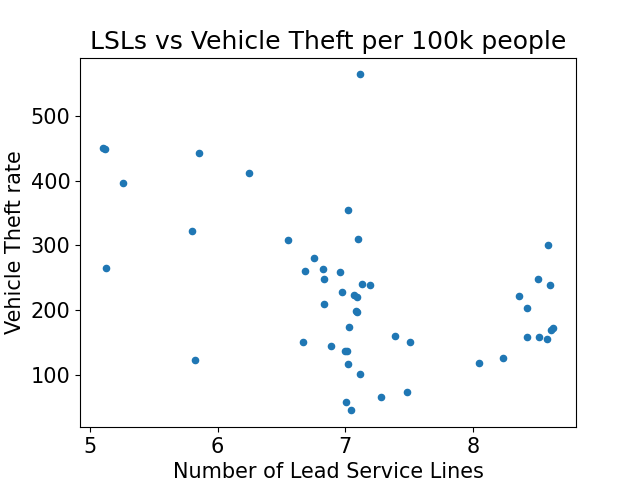 LSLs vs Vehicle Theft per 100k people
500
400
300
200
100
Vehicle Theft rate
5 6 7 8
Number of Lead Service Lines